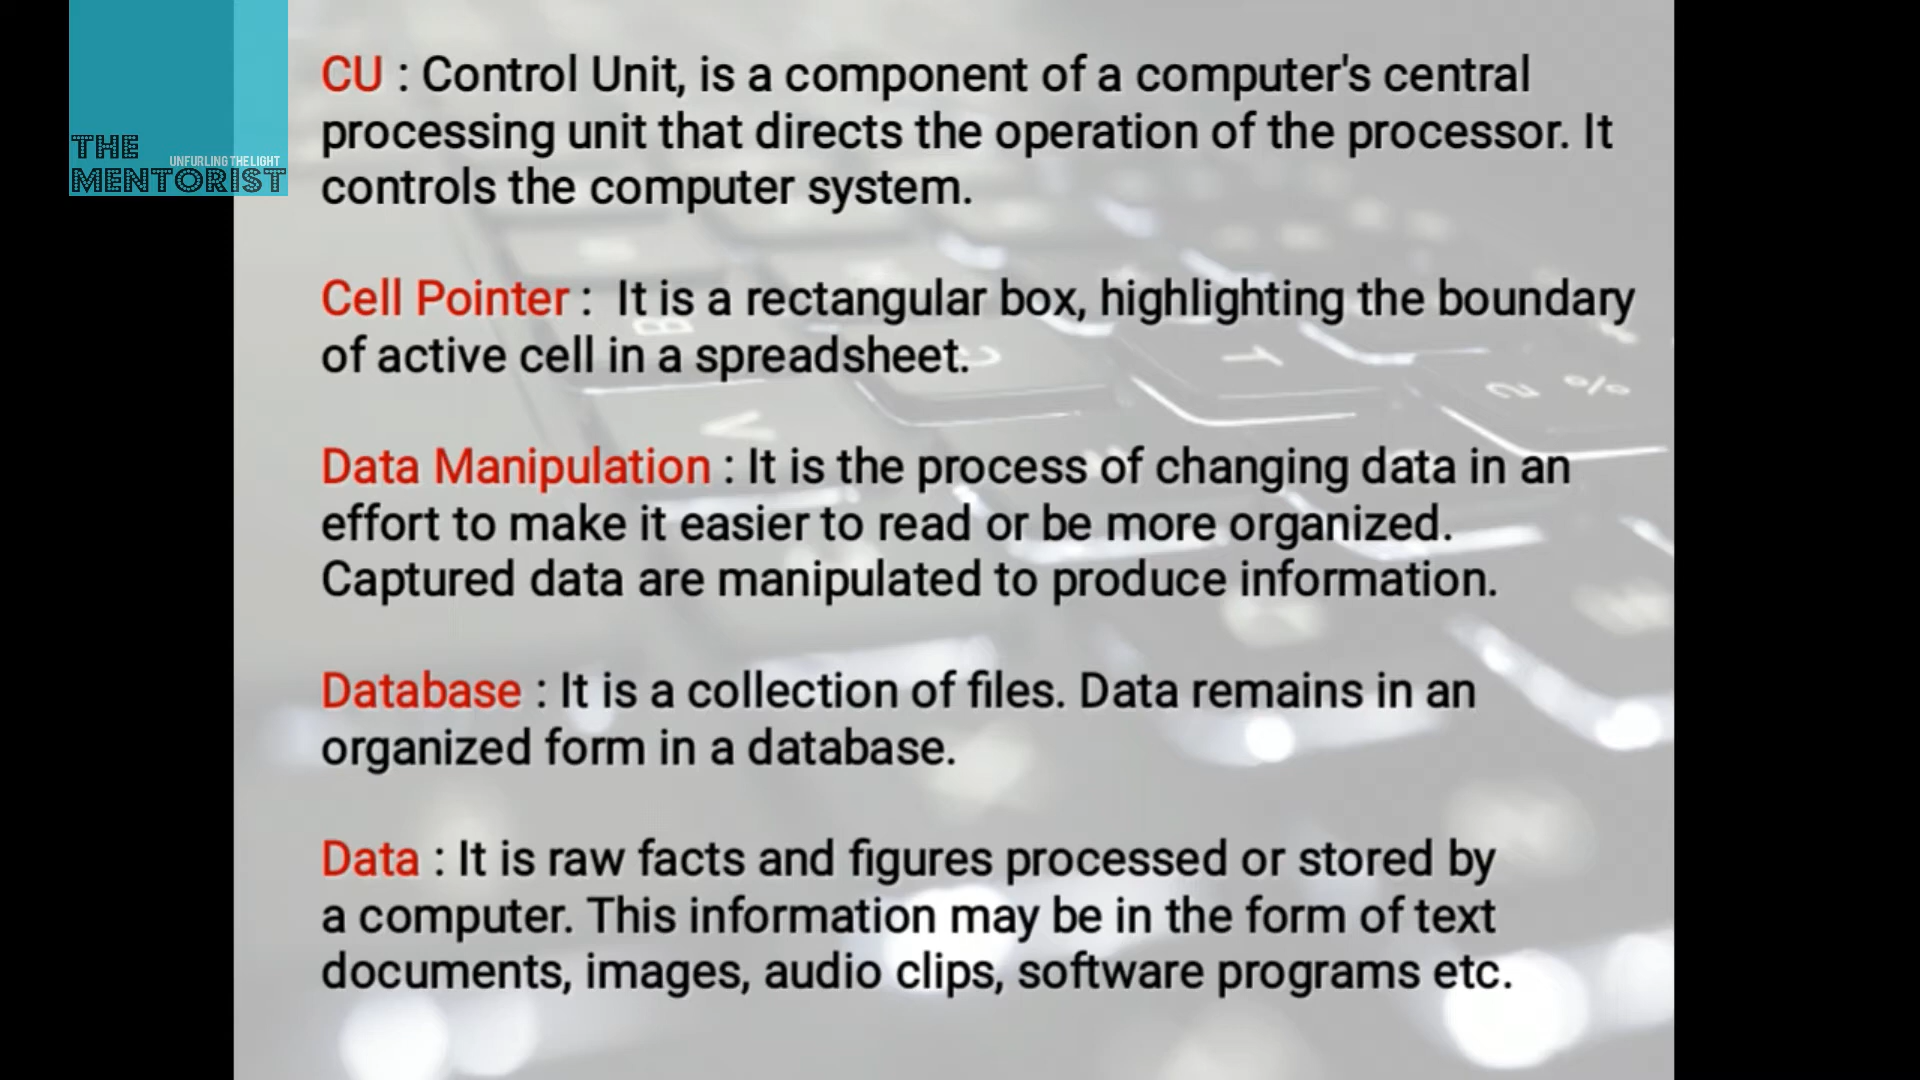 THE
UNFURLING THE LIGHT
MENTORIST
CU : Control Unit, is a component of a computer's central
processing unit that directs the operation of the processor. It
controls the computer system.
Cell Pointer : It is a rectangular box, highlighting the boundary
of active cell in a spreadsheet.
Data Manipulation : It is the process of changing data in an
effort to make it easier to read or be more organized.
Captured data are manipulated to produce information.
Database : It is a collection of files. Data remains in an
organized form in a database.
Data : It is raw facts and figures processed or stored by
a computer. This information may be in the form of text
documents, images, audio clips, software programs etc.